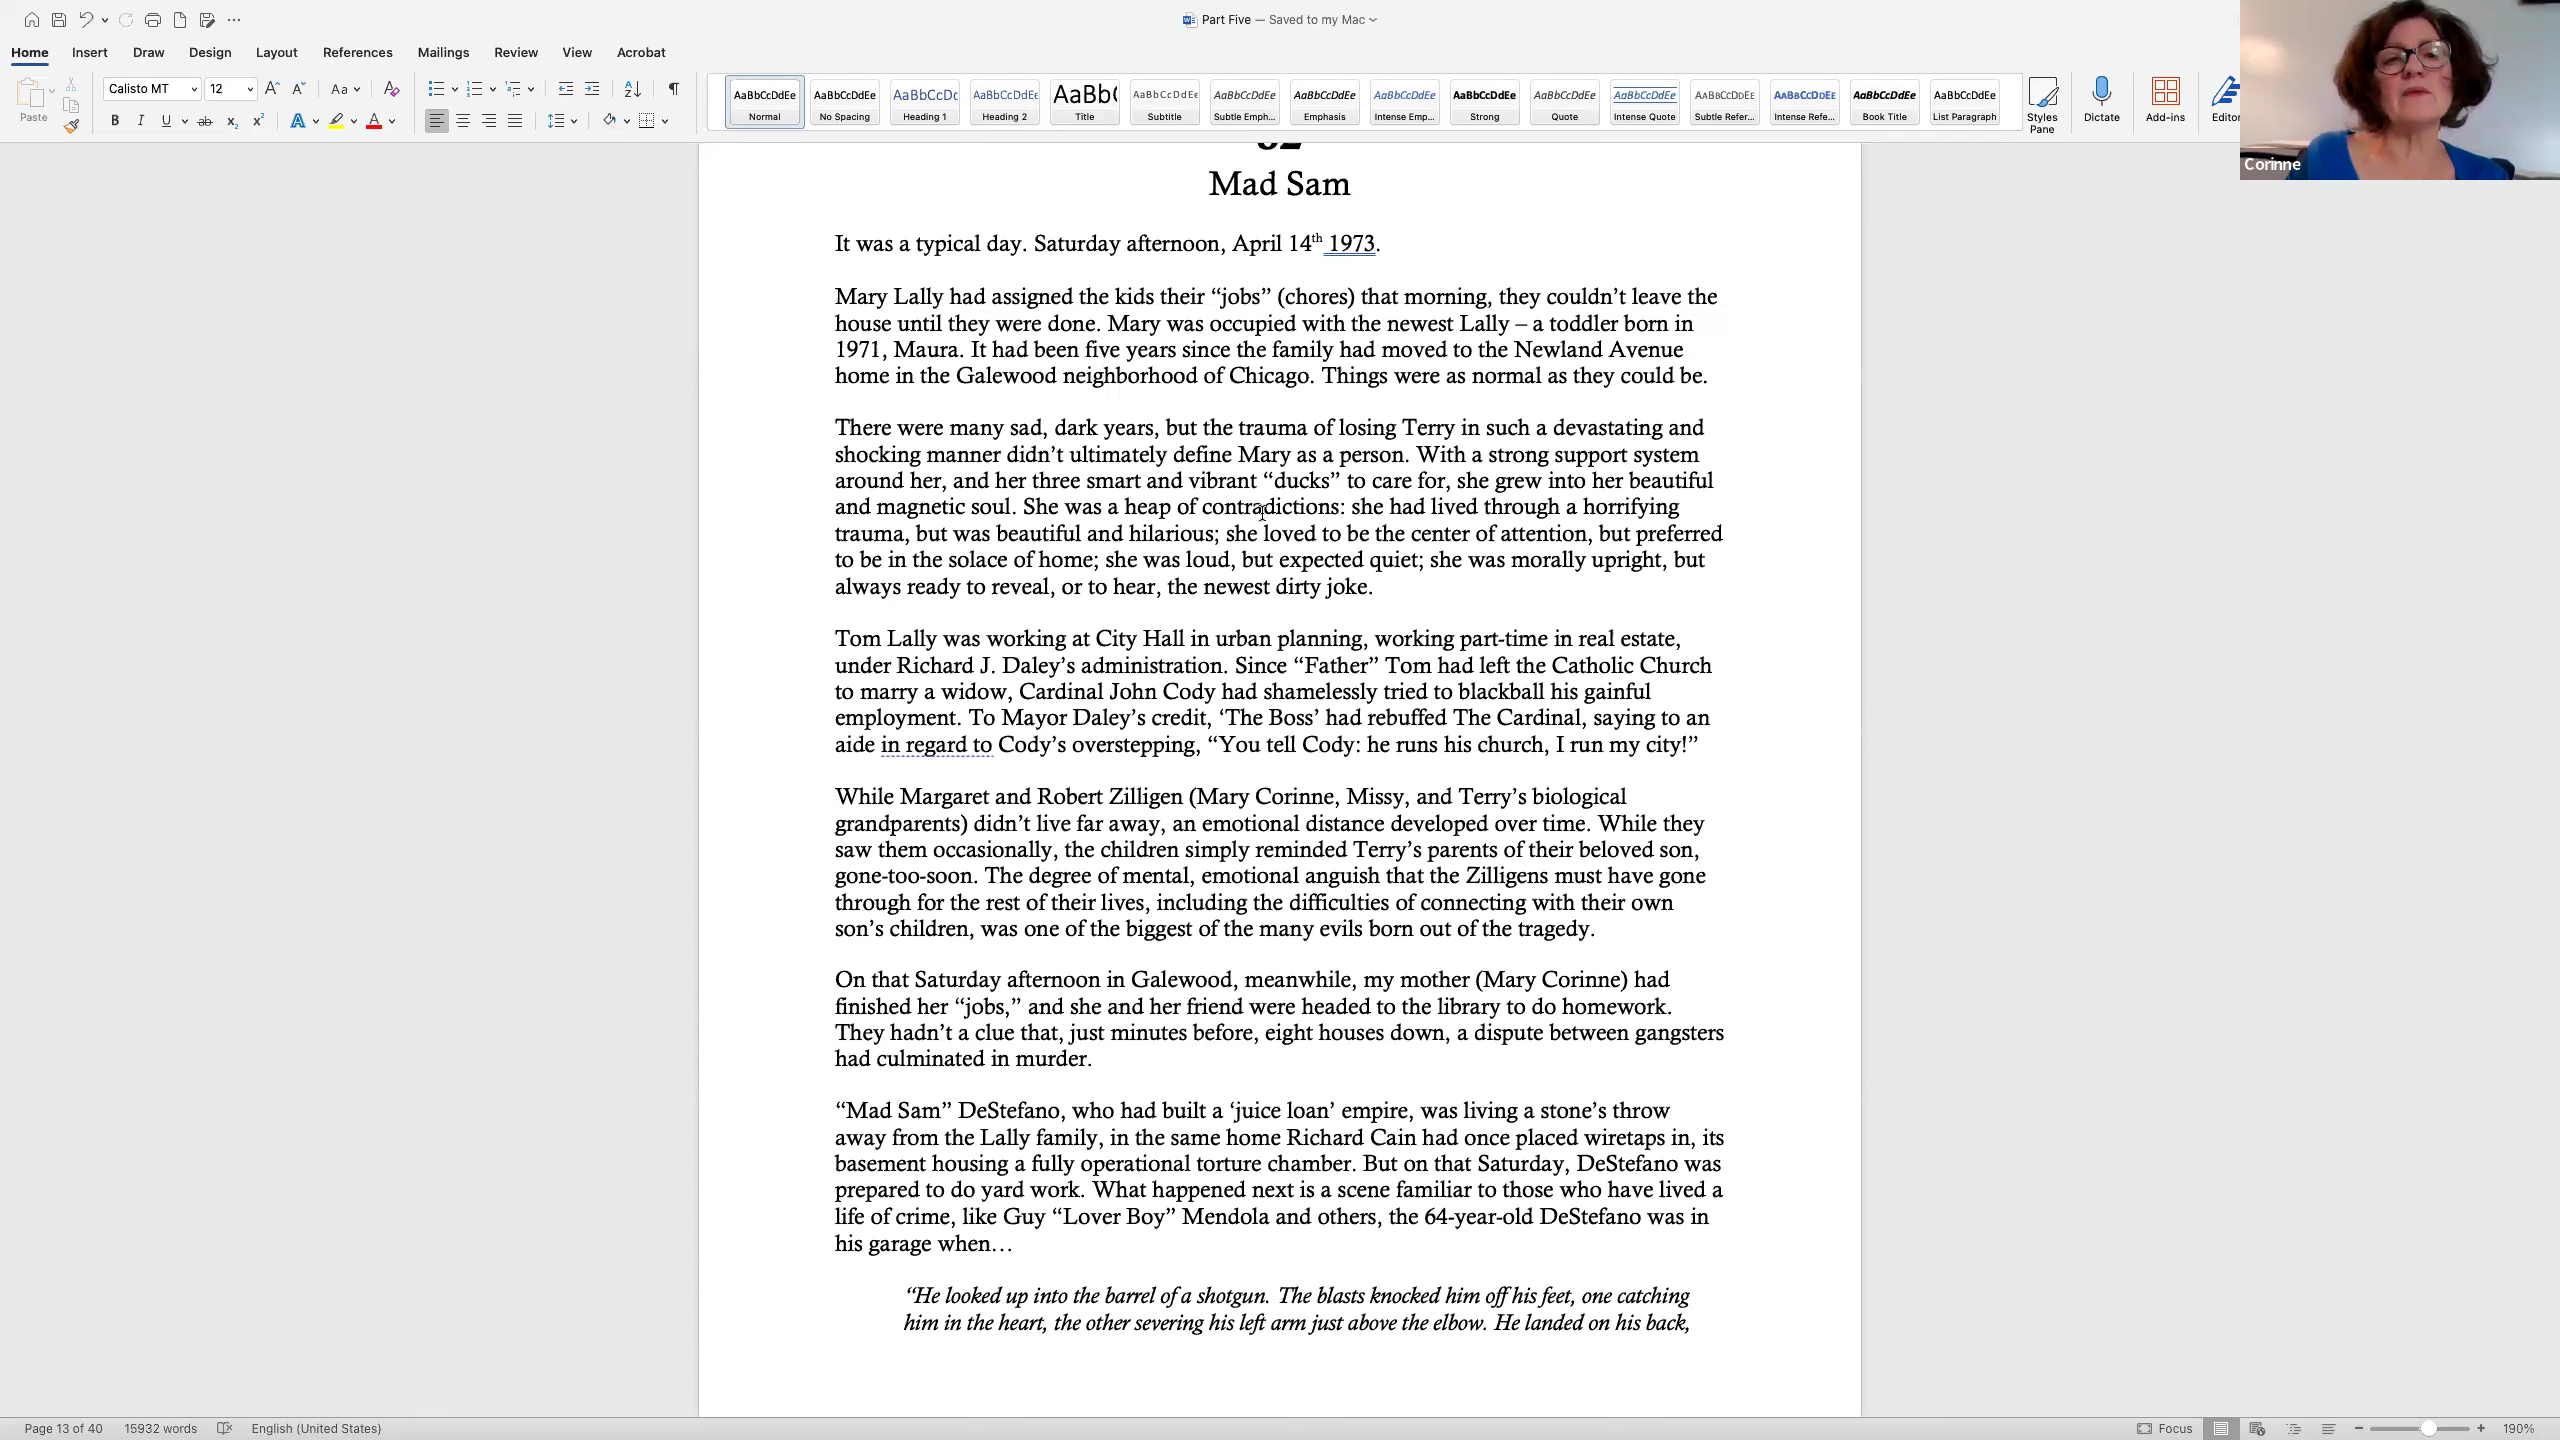 Part Five — Saved to my Mac
Home Insert Draw Design Layout References Mailings Review View Acrobat
Paste
Calisto MT 12
AaBbCcDdEe AaBbCcDdEe AaBbCcDc AaBbCcDdEe AaBb( AaBbCcDdEe AaBbCcDdEe AaBbCcDdEe AaBbCcDdEe AaBbCcDdEe AaBbCcDdEe AaBbCcDdEe AaBbCcDdEe AaBbCcDdEe AaBbCcDdEe AaBbCcDdEe
Normal No Spacing Heading 1 Heading 2 Title Subtitle Subtle Emph... Emphasis Intense Emp... Strong Quote Intense Quote Subtle Refer... Intense Refe... Book Title List Paragraph
Styles Pane Dictate Add-ins Editor
Corinne
Mad Sam
It was a typical day. Saturday afternoon, April 14th 1973.
Mary Lally had assigned the kids their “jobs” (chores) that morning, they couldn’t leave the
house until they were done. Mary was occupied with the newest Lally – a toddler born in
1971, Maura. It had been five years since the family had moved to the Newland Avenue
home in the Galewood neighborhood of Chicago. Things were as normal as they could be.
There were many sad, dark years, but the trauma of losing Terry in such a devastating and
shocking manner didn’t ultimately define Mary as a person. With a strong support system
around her, and her three smart and vibrant “ducks” to care for, she grew into her beautiful
and magnetic soul. She was a heap of contradictions: she had lived through a horrifying
trauma, but was beautiful and hilarious; she loved to be the center of attention, but preferred
to be in the solace of home; she was loud, but expected quiet; she was morally upright, but
always ready to reveal, or to hear, the newest dirty joke.
Tom Lally was working at City Hall in urban planning, working part-time in real estate,
under Richard J. Daley’s administration. Since “Father” Tom had left the Catholic Church
to marry a widow, Cardinal John Cody had shamelessly tried to blackball his gainful
employment. To Mayor Daley’s credit, ‘The Boss’ had rebuffed The Cardinal, saying to an
aide in regard to Cody’s overstepping, “You tell Cody: he runs his church, I run my city!”
While Margaret and Robert Zilligen (Mary Corinne, Missy, and Terry’s biological
grandparents) didn’t live far away, an emotional distance developed over time. While they
saw them occasionally, the children simply reminded Terry’s parents of their beloved son,
gone-too-soon. The degree of mental, emotional anguish that the Zilligens must have gone
through for the rest of their lives, including the difficulties of connecting with their own
son’s children, was one of the biggest of the many evils born out of the tragedy.
On that Saturday afternoon in Galewood, meanwhile, my mother (Mary Corinne) had
finished her “jobs,” and she and her friend were headed to the library to do homework.
They hadn’t a clue that, just minutes before, eight houses down, a dispute between gangsters
had culminated in murder.
“Mad Sam” DeStefano, who had built a ‘juice loan’ empire, was living a stone’s throw
away from the Lally family, in the same home Richard Cain had once placed wiretaps in, its
basement housing a fully operational torture chamber. But on that Saturday, DeStefano was
prepared to do yard work. What happened next is a scene familiar to those who have lived a
life of crime, like Guy “Lover Boy” Mendola and others, the 64-year-old DeStefano was in
his garage when…
“He looked up into the barrel of a shotgun. The blasts knocked him off his feet, one catching
him in the heart, the other severing his left arm just above the elbow. He landed on his back,
Page 13 of 40 15932 words English (United States) Focus 190%